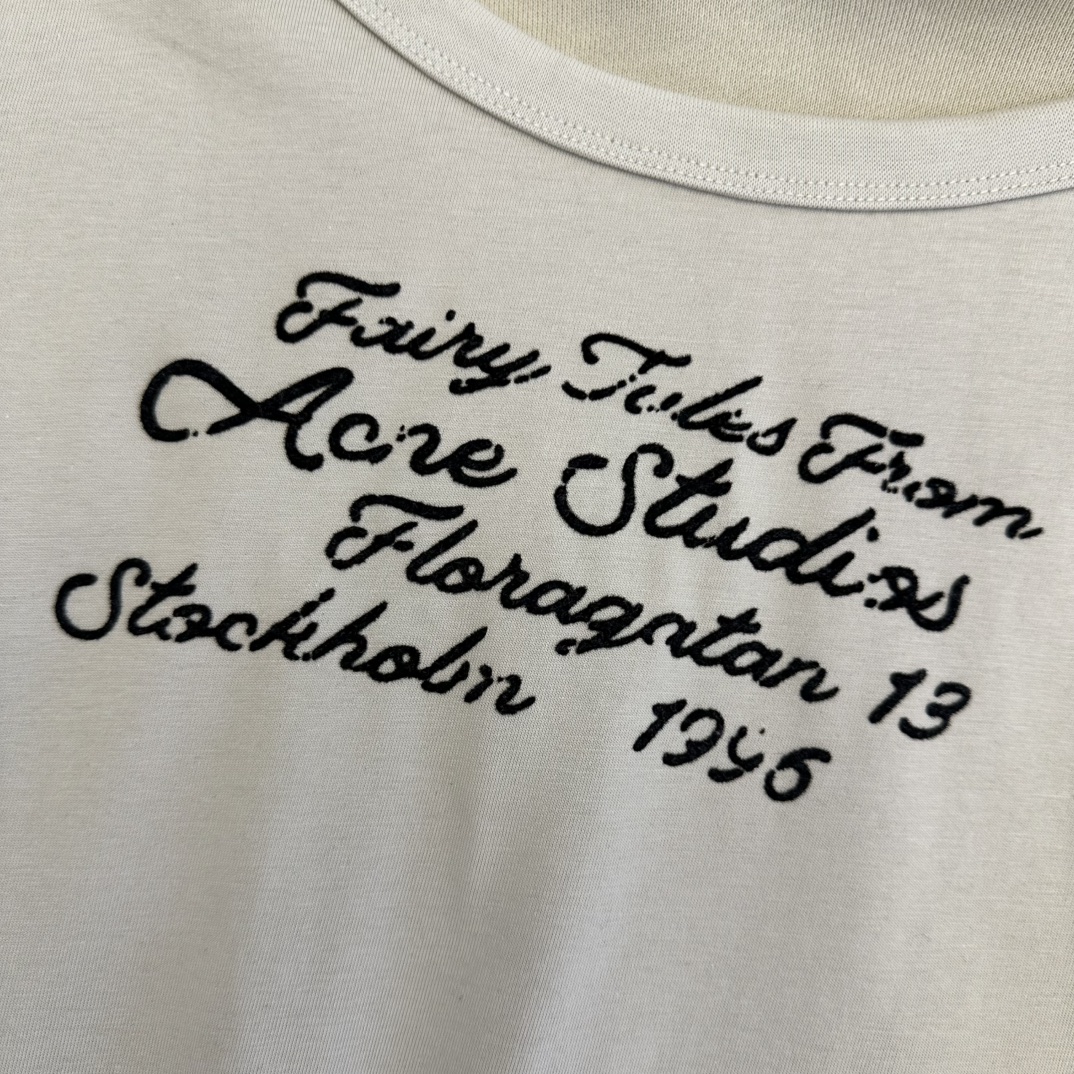 Fairy Tales From
Acne Studios
Floragatan 13
Stockholm 1996